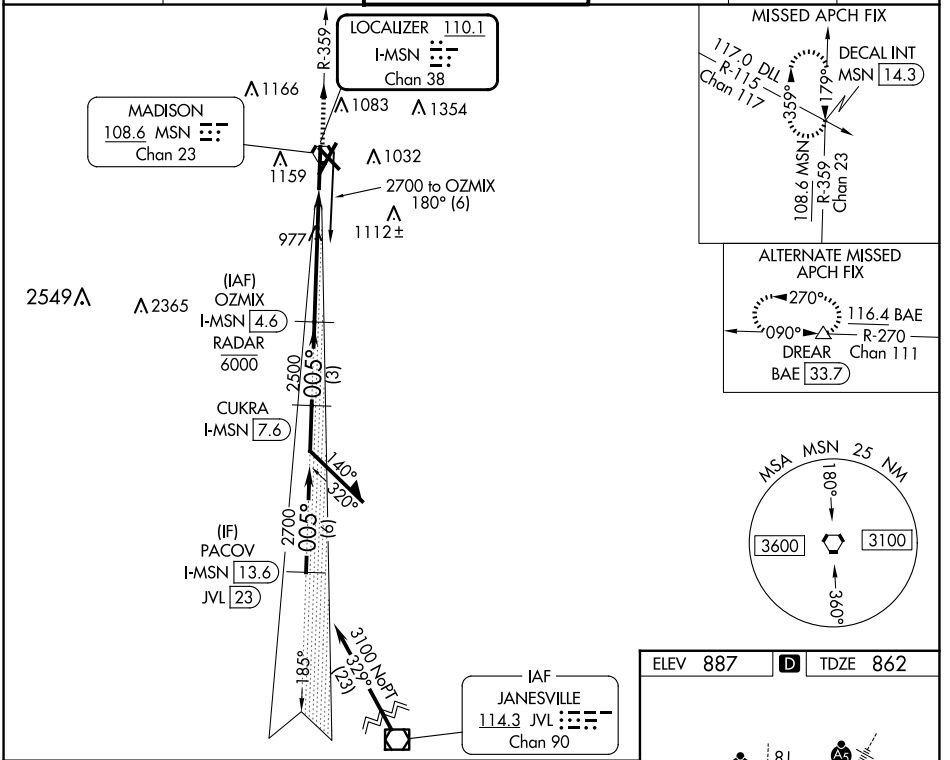 LOCALIZER 110.1
I-MSN
Chan 38
R-359
MADISON
108.6 MSN
Chan 23
1166
1083
1354
1159
1032
2700 to OZMIX
180° (6)
977
1112±
2549
2365
(IAF)
OZMIX
I-MSN 4.6
RADAR
6000
2500
005°
(3)
CUKRA
I-MSN 7.6
140°
320°
2700
005°
(6)
(IF)
PACOV
I-MSN 13.6
JVL 23
185°
3100 NoPT
329°
(23)
IAF
JANESVILLE
114.3 JVL
Chan 90
MISSED APCH FIX
117.0 DLL
R-115
Chan 117
DECAL INT
MSN 14.3
359°
179°
108.6 MSN
R-359
Chan 23
ALTERNATE MISSED
APCH FIX
270°
090°
116.4 BAE
R-270
Chan 111
DREAR
BAE 33.7
MSA MSN 25 NM
180°
3600
3100
360°
ELEV 887 D TDZE 862
81
A5